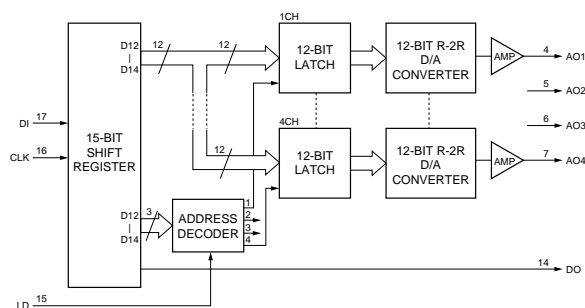 1CH
12
12
D12
|
D14
12-BIT
LATCH
12-BIT R-2R
D/A
CONVERTER
AMP
4
AO1
5
AO2
6
AO3
DI
17
CLK
16
15-BIT
SHIFT
REGISTER
4CH
12
12-BIT
LATCH
12-BIT R-2R
D/A
CONVERTER
AMP
7
AO4
D12
|
D14
3
ADDRESS
DECODER
1
2
3
4
14
DO
LD
15